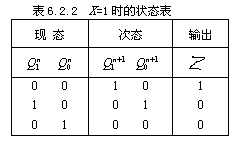 表6.2.2 X=1时的状态表
现 态 次态 输出
Q₁ⁿ Q₀ⁿ Q₁ⁿ⁺¹ Q₀ⁿ⁺¹ Z
0 0 1 0 1
1 0 0 1 0
0 1 0 0 0